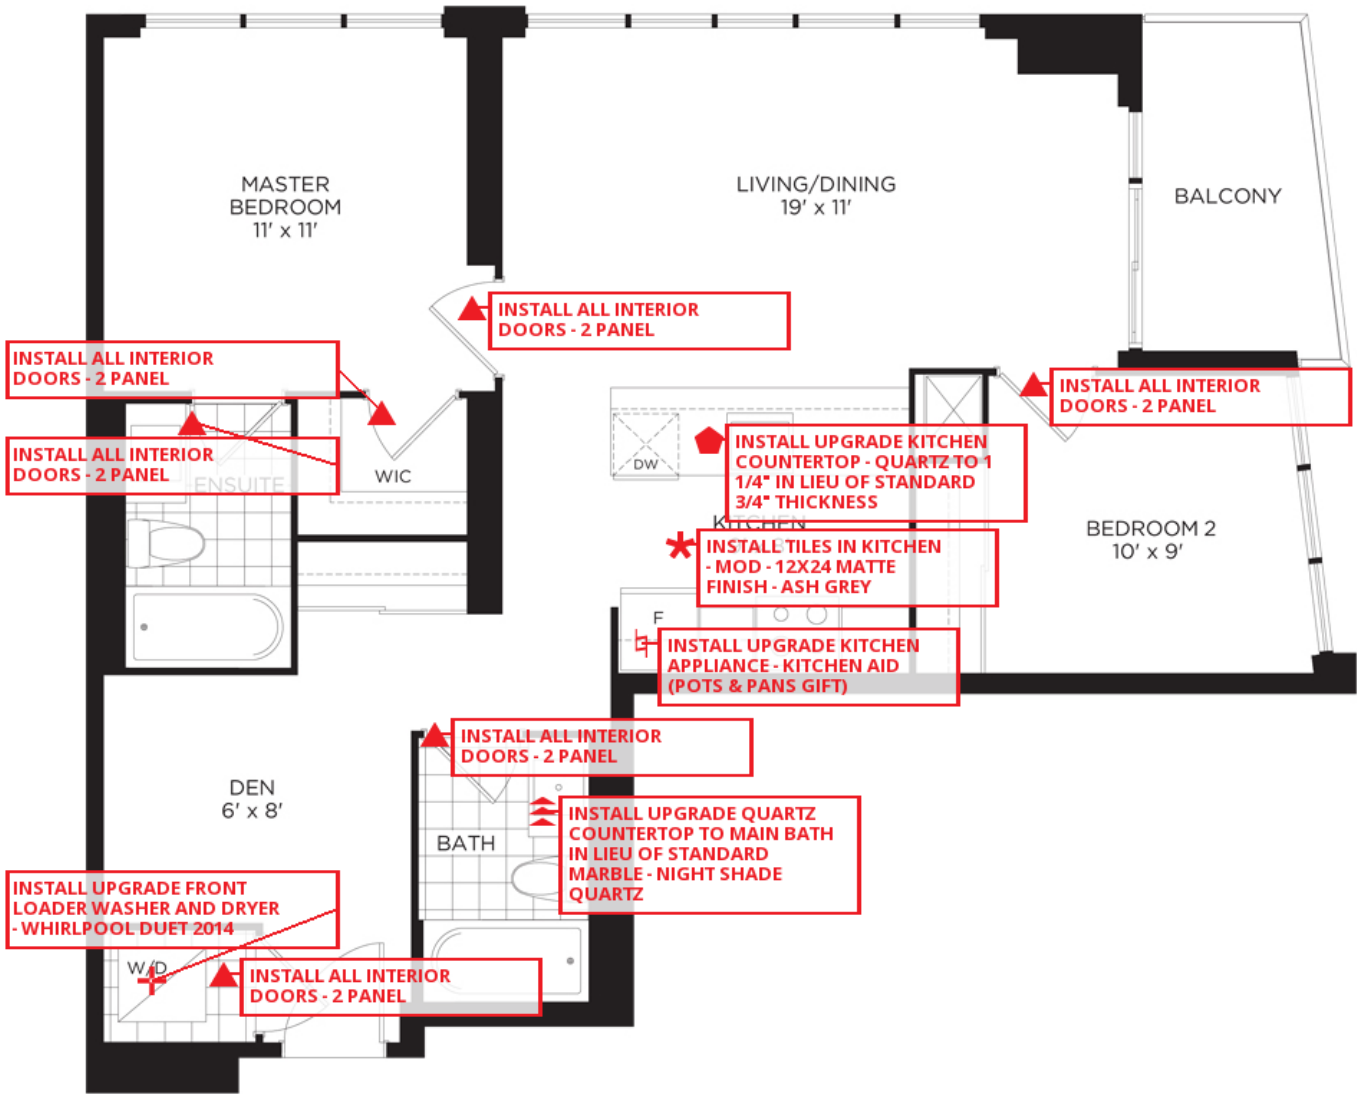 MASTER
BEDROOM
11' x 11'
LIVING/DINING
19' x 11'
BALCONY
INSTALL ALL INTERIOR
DOORS - 2 PANEL
INSTALL ALL INTERIOR
DOORS - 2 PANEL
INSTALL ALL INTERIOR
DOORS - 2 PANEL
INSTALL ALL INTERIOR
DOORS - 2 PANEL
ENSUITE
WIC
DW
INSTALL UPGRADE KITCHEN
COUNTERTOP - QUARTZ TO 1
1/4" IN LIEU OF STANDARD
3/4" THICKNESS
KITCHEN
BEDROOM 2
10' x 9'
INSTALL TILES IN KITCHEN
- MOD - 12X24 MATTE
FINISH - ASH GREY
F
INSTALL UPGRADE KITCHEN
APPLIANCE - KITCHEN AID
(POTS & PANS GIFT)
INSTALL ALL INTERIOR
DOORS - 2 PANEL
DEN
6' x 8'
BATH
INSTALL UPGRADE QUARTZ
COUNTERTOP TO MAIN BATH
IN LIEU OF STANDARD
MARBLE - NIGHT SHADE
QUARTZ
INSTALL UPGRADE FRONT
LOADER WASHER AND DRYER
- WHIRLPOOL DUET 2014
W/D
INSTALL ALL INTERIOR
DOORS - 2 PANEL